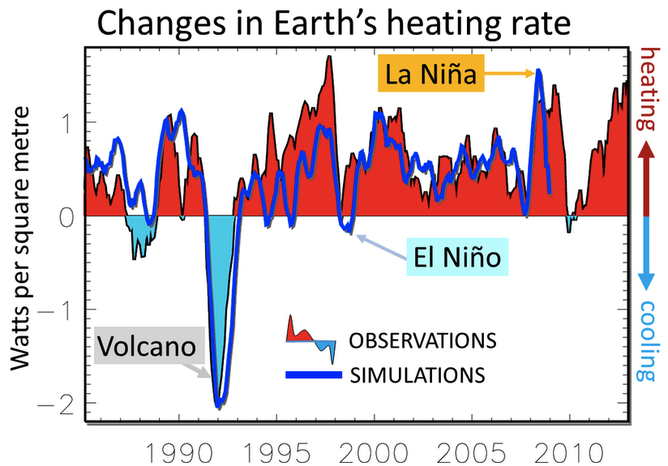 Changes in Earth's heating rate
heating
La Niña
1
0
El Niño
Watts per square metre
−1
Volcano
OBSERVATIONS
SIMULATIONS
cooling
−2
1990 1995 2000 2005 2010